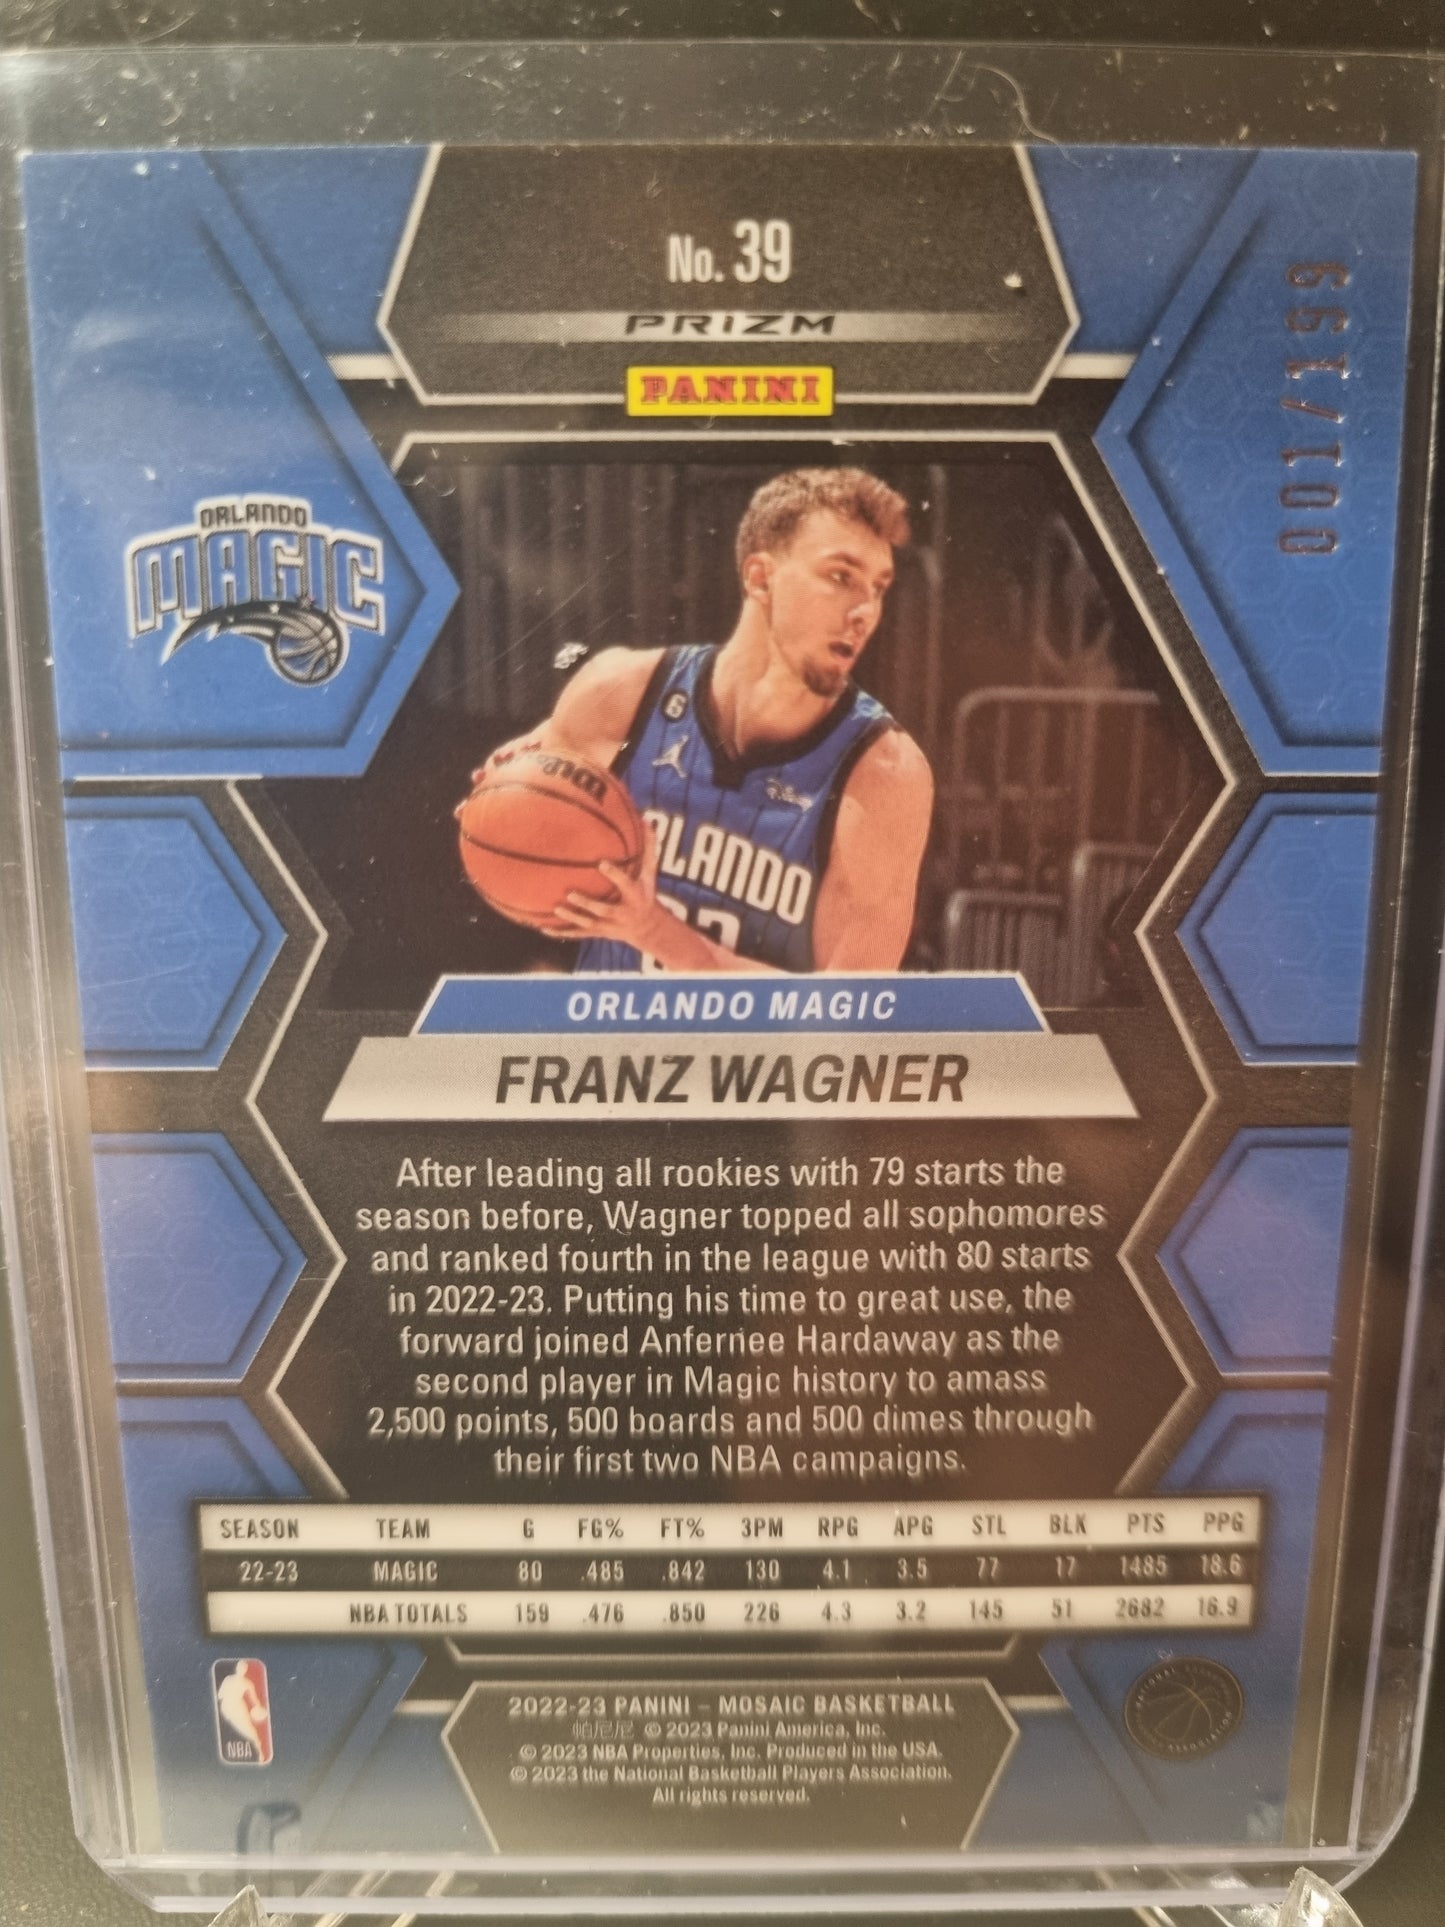 No. 39
PRIZM
PANINI
001/199
ORLANDO
MAGIC
6
ORLANDO
ORLANDO MAGIC
FRANZ WAGNER
After leading all rookies with 79 starts the
season before, Wagner topped all sophomores
and ranked fourth in the league with 80 starts
in 2022-23. Putting his time to great use, the
forward joined Anfernee Hardaway as the
second player in Magic history to amass
2,500 points, 500 boards and 500 dimes through
their first two NBA campaigns.
SEASON TEAM G FG% FT% 3PM RPG APG STL BLK PTS PPG
22-23 MAGIC 80 .485 .842 130 4.1 3.5 77 17 1485 18.6
NBA TOTALS 159 .476 .850 226 4.3 3.2 145 51 2682 16.9
NBA
2022-23 PANINI – MOSAIC BASKETBALL
帕尼尼 © 2023 Panini America, Inc.
© 2023 NBA Properties, Inc. Produced in the USA.
© 2023 the National Basketball Players Association.
All rights reserved.